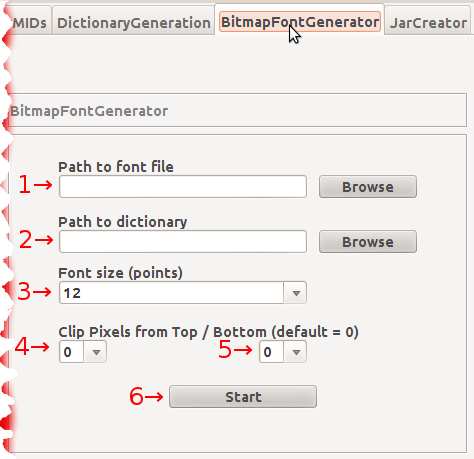 MIDs DictionaryGeneration BitmapFontGenerator JarCreator
BitmapFontGenerator
Path to font file
1→ Browse
Path to dictionary
2→ Browse
Font size (points)
3→ 12
Clip Pixels from Top / Bottom (default = 0)
4→ 0 5→ 0
6→ Start